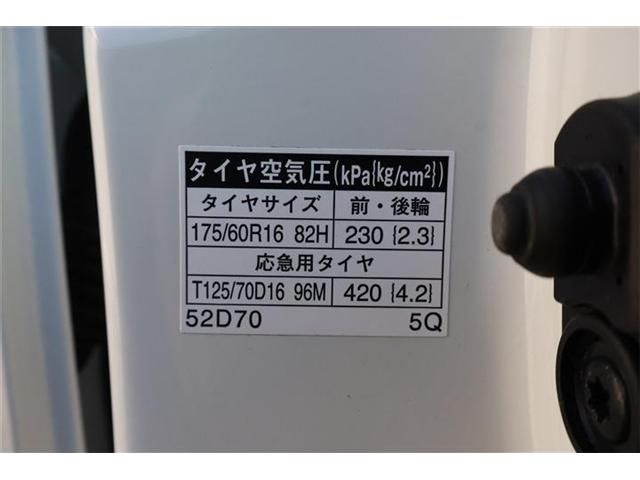 タイヤ空気圧(kPa{kg/cm²})
タイヤサイズ 前・後輪
175/60R16 82H 230 {2.3}
応急用タイヤ
T125/70D16 96M 420 {4.2}
52D70 5Q